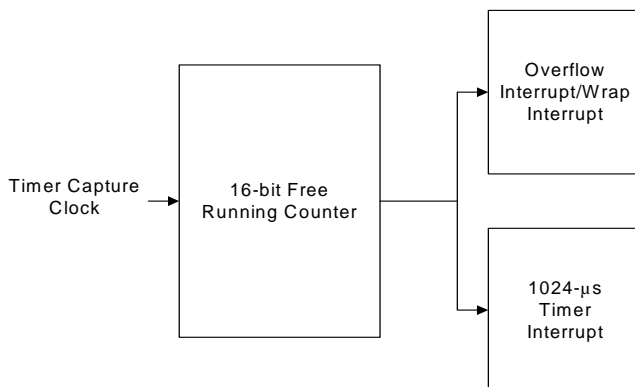 Timer Capture
Clock
16-bit Free
Running Counter
Overflow
Interrupt/Wrap
Interrupt
1024-μs
Timer
Interrupt